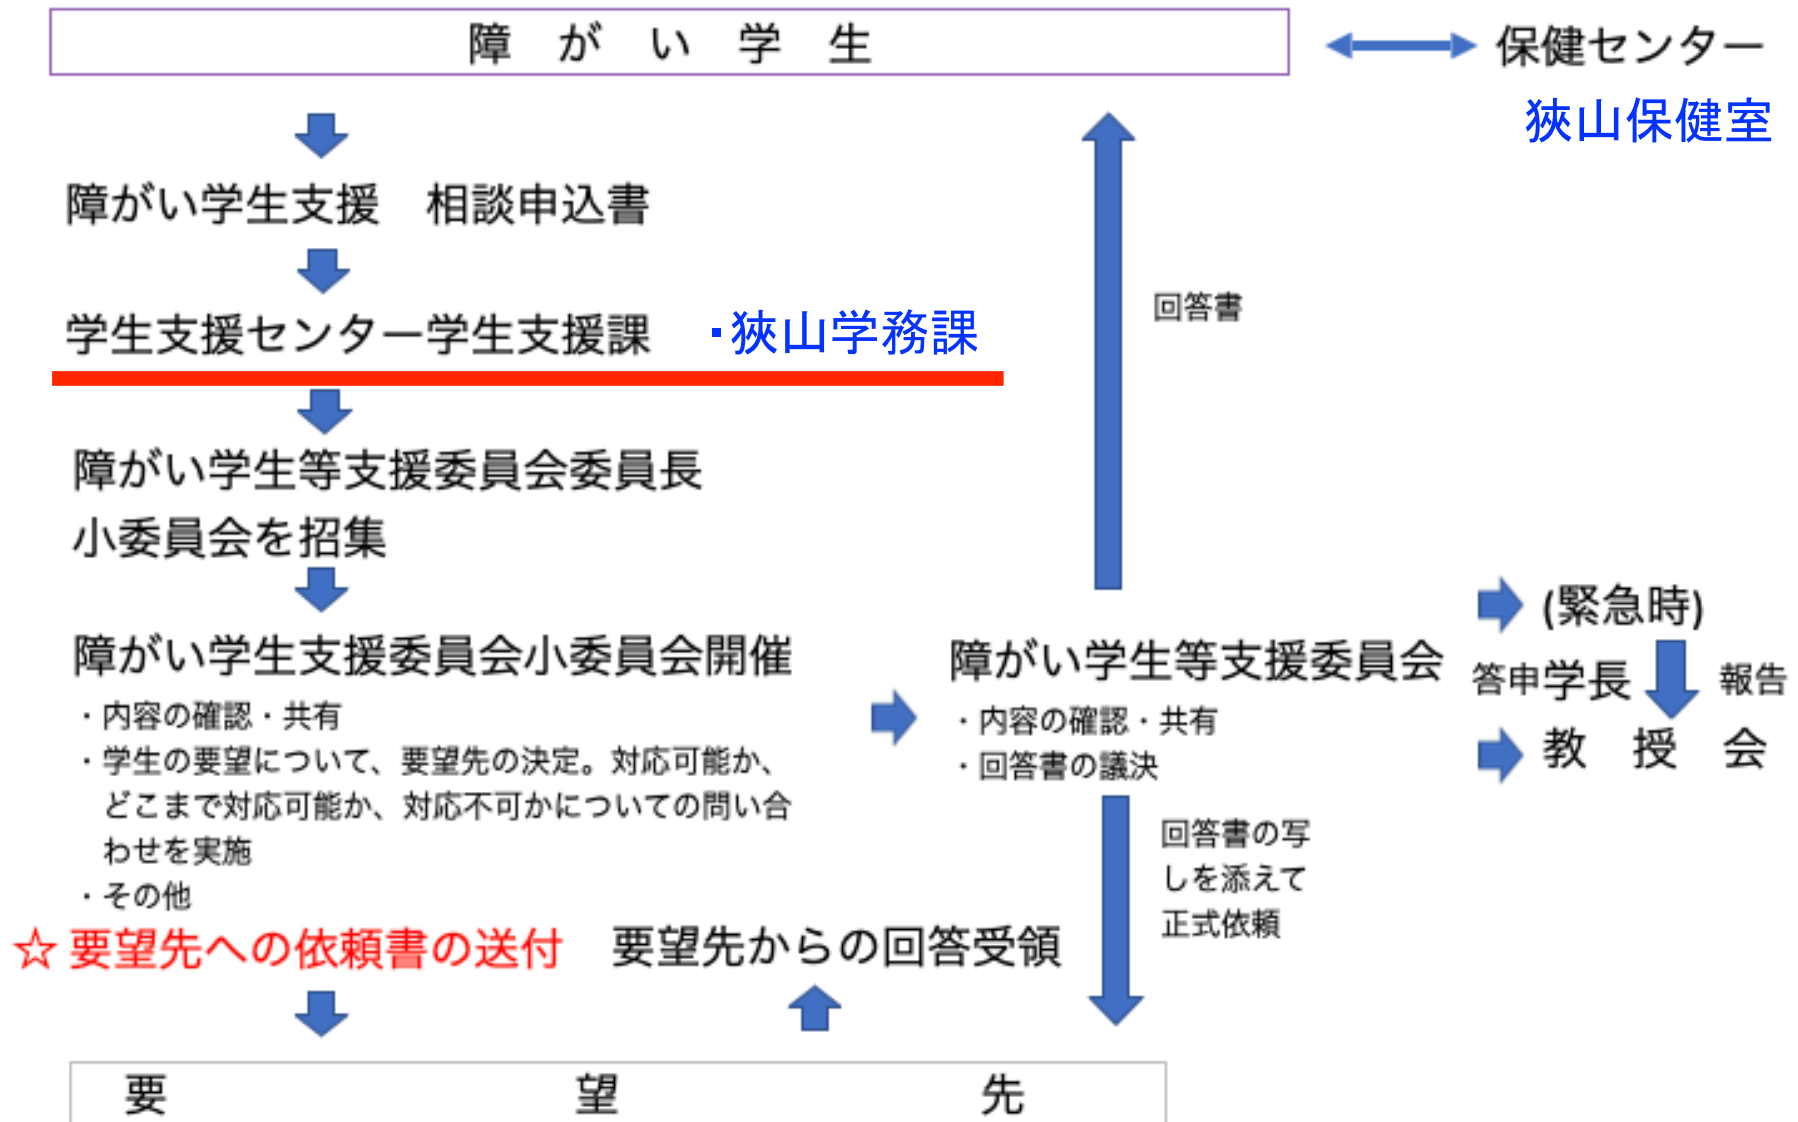 障　が　い　学　生
保健センター
狭山保健室
障がい学生支援　相談申込書
学生支援センター学生支援課　・狭山学務課
回答書
障がい学生等支援委員会委員長
小委員会を招集
障がい学生支援委員会小委員会開催
・内容の確認・共有
・学生の要望について、要望先の決定。対応可能か、
どこまで対応可能か、対応不可かについての問い合
わせを実施
・その他
障がい学生等支援委員会
・内容の確認・共有
・回答書の議決
(緊急時)
答申学長　報告
教　授　会
回答書の写
しを添えて
正式依頼
☆要望先への依頼書の送付　要望先からの回答受領
要　望　先